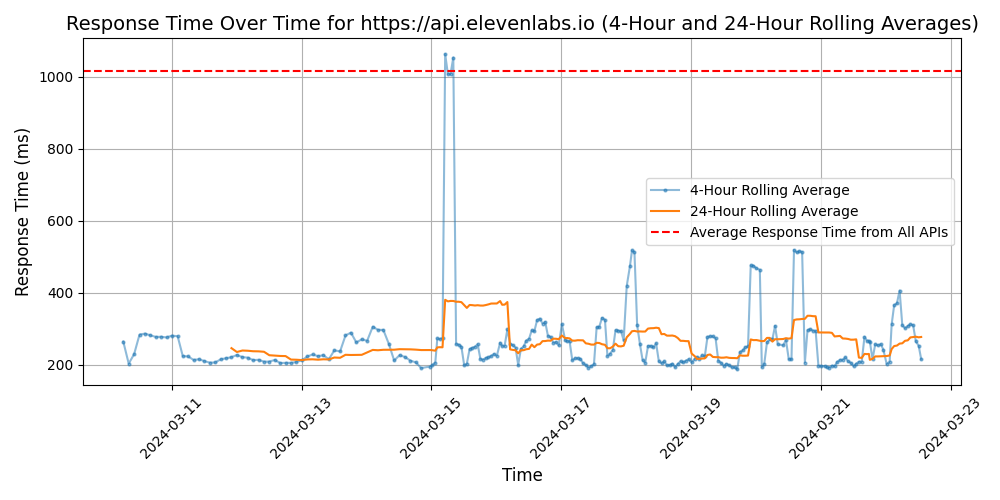 Response Time Over Time for https://api.elevenlabs.io (4-Hour and 24-Hour Rolling Averages)
Response Time (ms)
1000
800
600
400
200
4-Hour Rolling Average
24-Hour Rolling Average
Average Response Time from All APIs
2024-03-11
2024-03-13
2024-03-15
2024-03-17
2024-03-19
2024-03-21
2024-03-23
Time